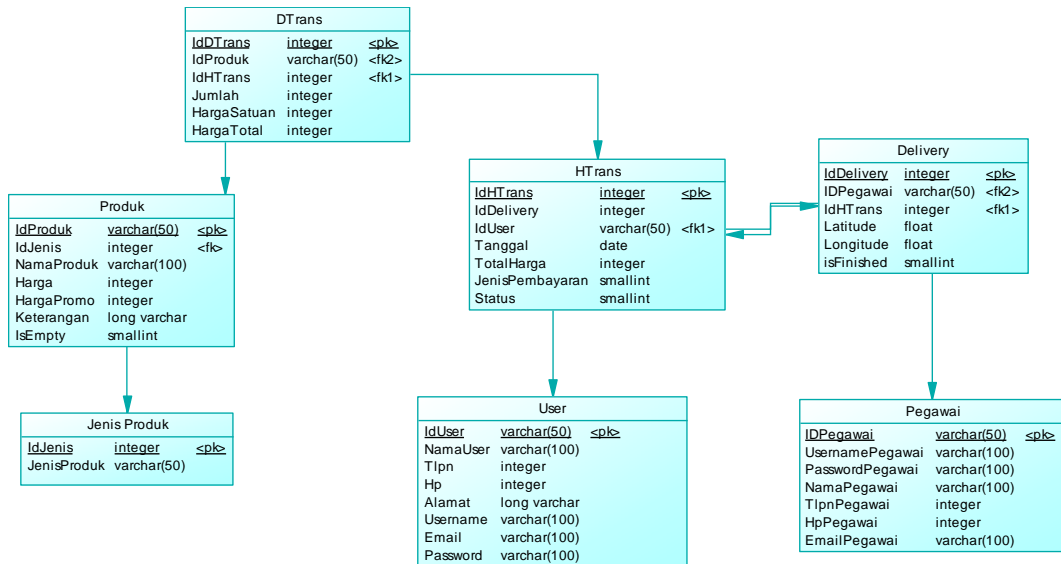 DTrans
IdDTrans integer <pk>
IdProduk varchar(50) <fk2>
IdHTrans integer <fk1>
Jumlah integer
HargaSatuan integer
HargaTotal integer
Produk
IdProduk varchar(50) <pk>
IdJenis integer <fk>
NamaProduk varchar(100)
Harga integer
HargaPromo integer
Keterangan long varchar
IsEmpty smallint
Jenis Produk
IdJenis integer <pk>
JenisProduk varchar(50)
HTrans
IdHTrans integer <pk>
IdDelivery integer
IdUser varchar(50) <fk1>
Tanggal date
TotalHarga integer
JenisPembayaran smallint
Status smallint
User
IdUser varchar(50) <pk>
NamaUser varchar(100)
Tlpn integer
Hp integer
Alamat long varchar
Username varchar(100)
Email varchar(100)
Password varchar(100)
Delivery
IdDelivery integer <pk>
IDPegawai varchar(50) <fk2>
IdHTrans integer <fk1>
Latitude float
Longitude float
isFinished smallint
Pegawai
IDPegawai varchar(50) <pk>
UsernamePegawai varchar(100)
PasswordPegawai varchar(100)
NamaPegawai varchar(100)
TlpnPegawai integer
HpPegawai integer
EmailPegawai varchar(100)